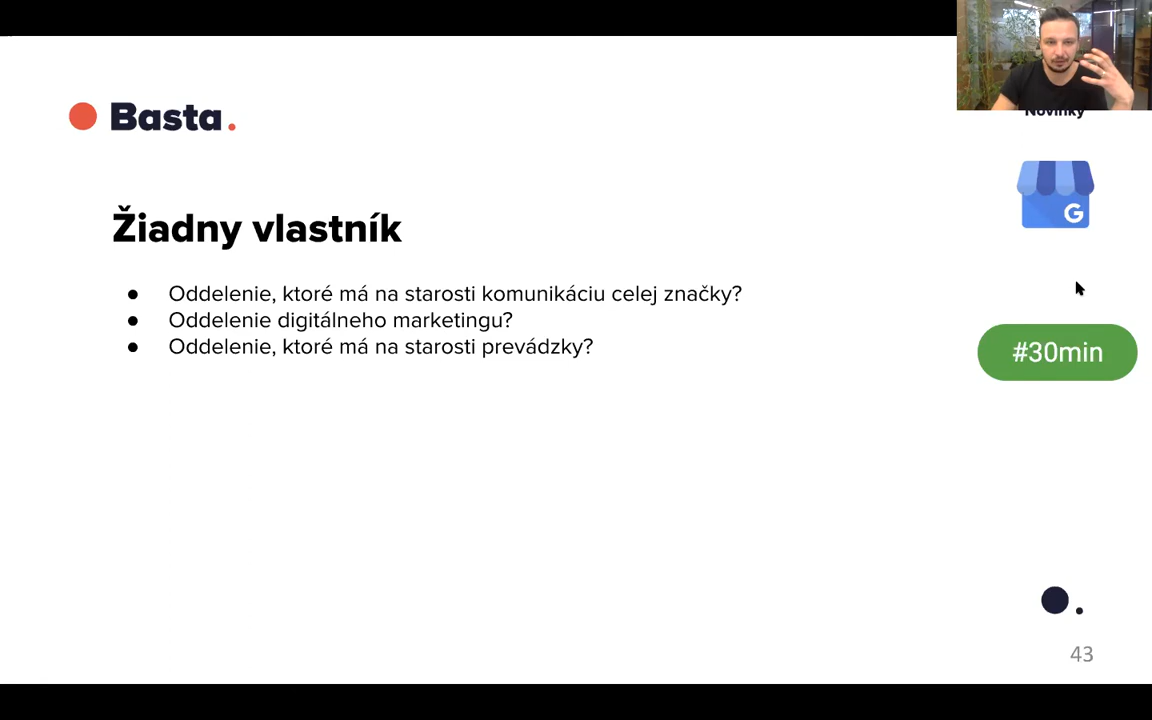 Basta.
Novinky
Žiadny vlastník
G
● Oddelenie, ktoré má na starosti komunikáciu celej značky?
● Oddelenie digitálneho marketingu?
● Oddelenie, ktoré má na starosti prevádzky?
#30min
43